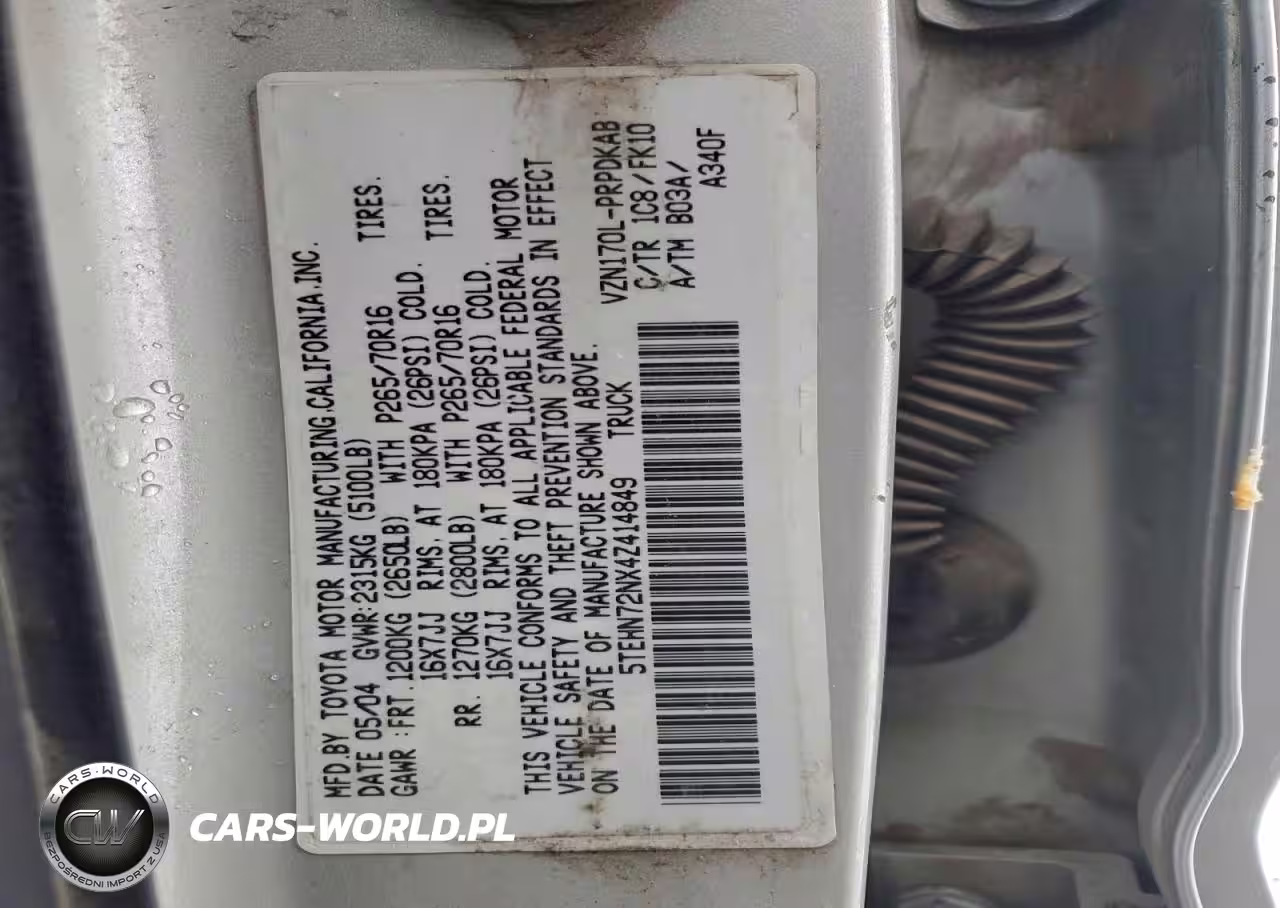 MFD.BY TOYOTA MOTOR MANUFACTURING.CALIFORNIA.INC.
DATE 05/04 GVWR:2315KG (5100LB)
GAWR :FRT.1200KG (2650LB) WITH P265/70R16 TIRES.
16X7JJ RIMS. AT 180KPA (26PSI) COLD.
RR. 1270KG (2800LB) WITH P265/70R16 TIRES.
16X7JJ RIMS. AT 180KPA (26PSI) COLD.
THIS VEHICLE CONFORMS TO ALL APPLICABLE FEDERAL MOTOR
VEHICLE SAFETY AND THEFT PREVENTION STANDARDS IN EFFECT
ON THE DATE OF MANUFACTURE SHOWN ABOVE.
5TEHN72NX4Z414849 TRUCK
VZN170L-PRPDKAB
C/TR 1C8/FK10
A/TM B03A/
A340F
CARS-WORLD
CW
BEZPOŚREDNI IMPORT Z USA
CARS-WORLD.PL